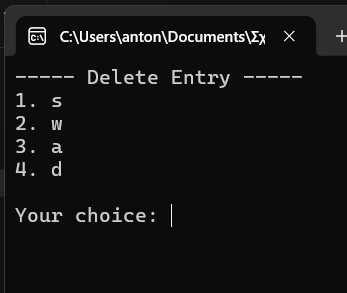 C:\Users\anton\Documents\Σχ
----- Delete Entry -----
1. s
2. w
3. a
4. d
Your choice: